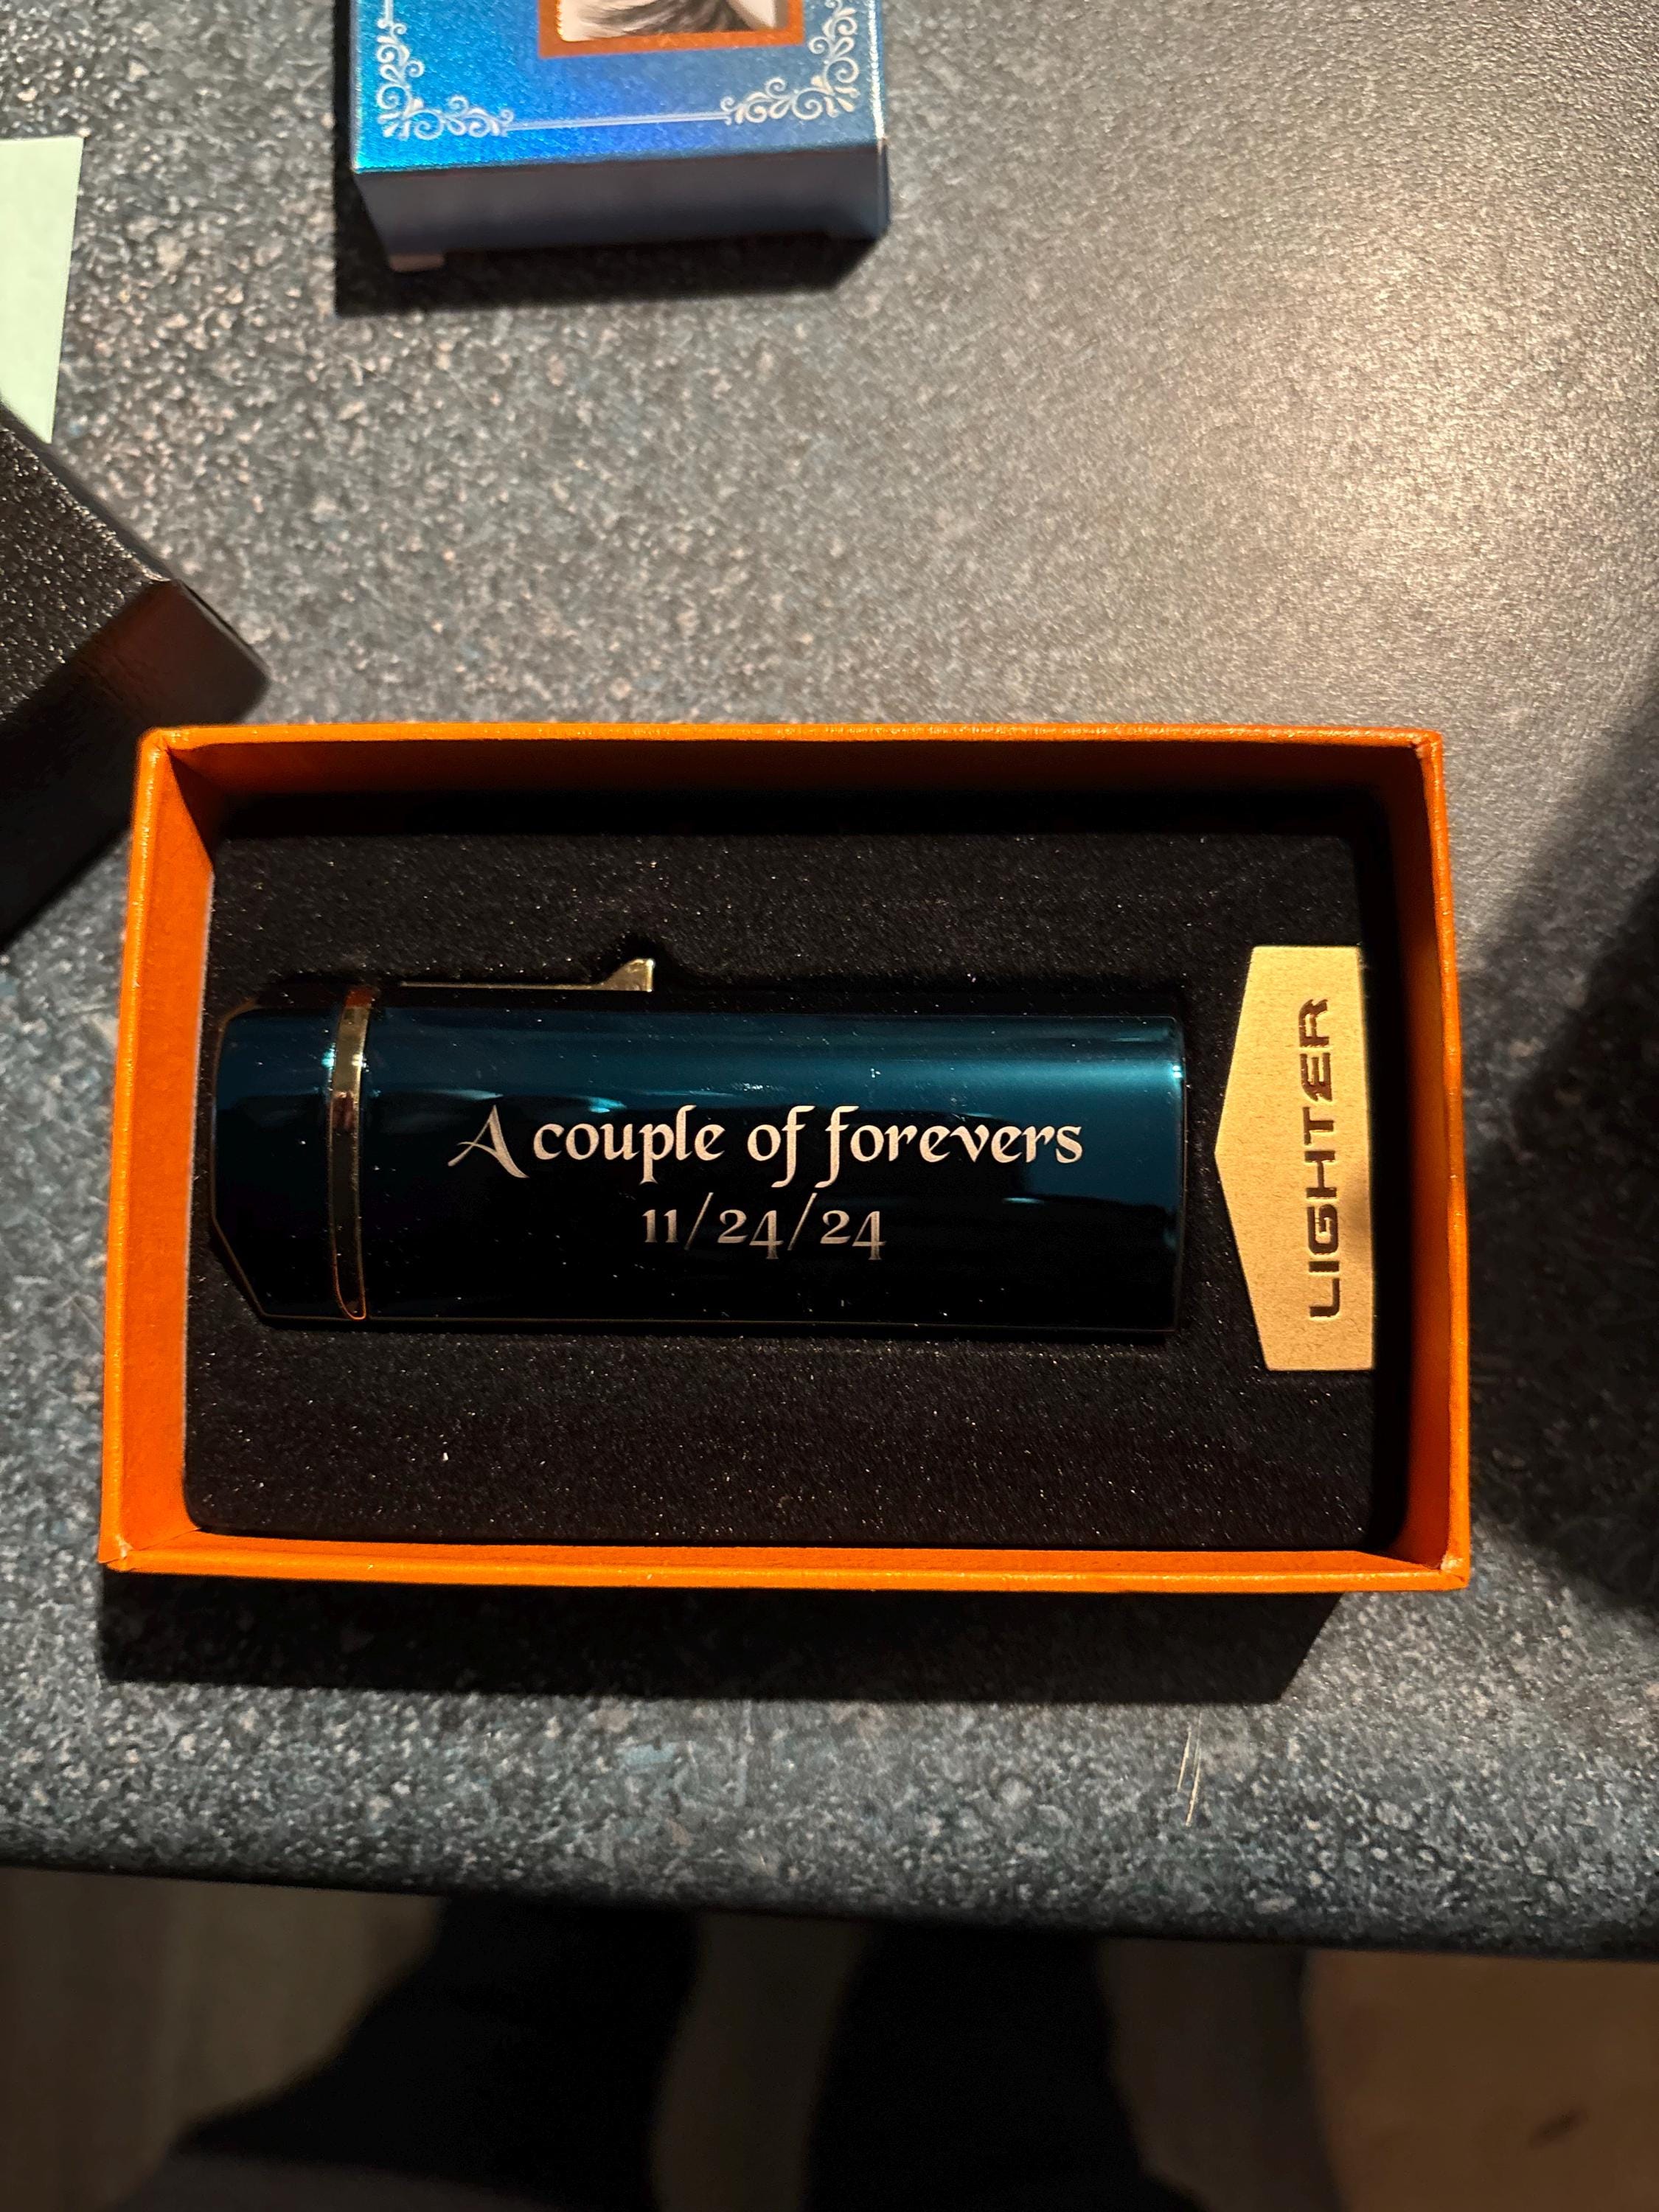 A couple of forevers
11/24/24
LIGHTER